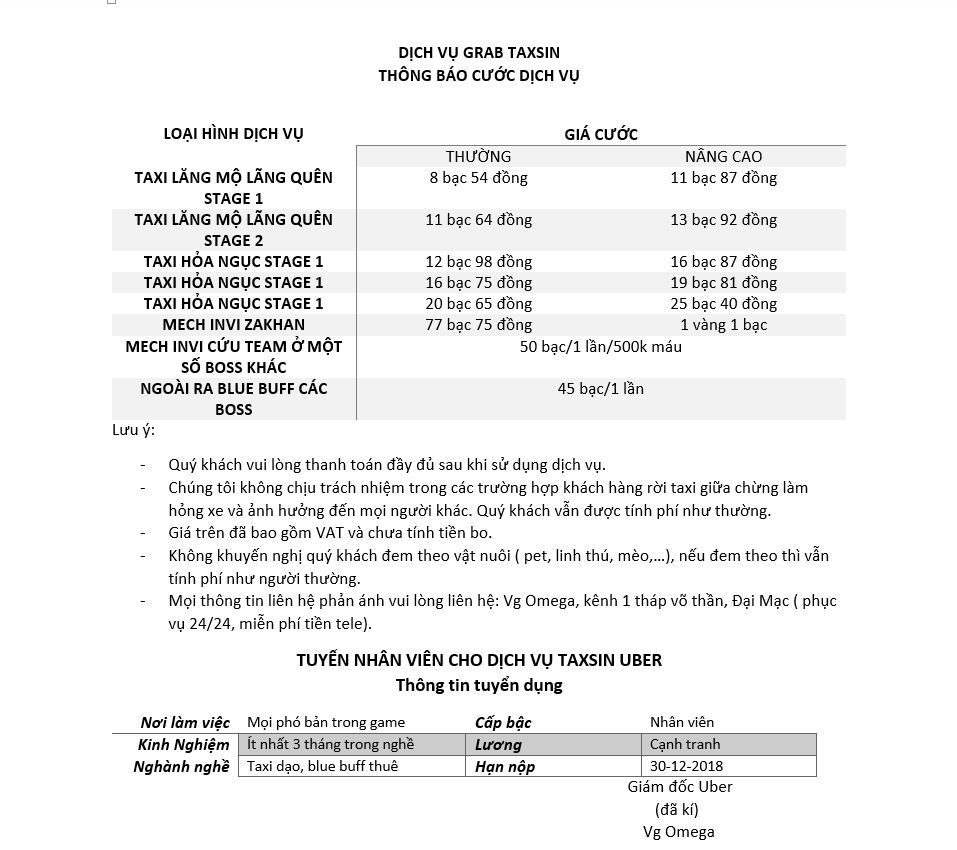 DỊCH VỤ GRAB TAXSIN
THÔNG BÁO CƯỚC DỊCH VỤ
LOẠI HÌNH DỊCH VỤ GIÁ CƯỚC
THƯỜNG NÂNG CAO
TAXI LĂNG MỘ LÃNG QUÊN 8 bạc 54 đồng 11 bạc 87 đồng
STAGE 1
TAXI LĂNG MỘ LÃNG QUÊN 11 bạc 64 đồng 13 bạc 92 đồng
STAGE 2
TAXI HỎA NGỤC STAGE 1 12 bạc 98 đồng 16 bạc 87 đồng
TAXI HỎA NGỤC STAGE 1 16 bạc 75 đồng 19 bạc 81 đồng
TAXI HỎA NGỤC STAGE 1 20 bạc 65 đồng 25 bạc 40 đồng
MECH INVI ZAKHAN 77 bạc 75 đồng 1 vàng 1 bạc
MECH INVI CỨU TEAM Ở MỘT 50 bạc/1 lần/500k máu
SỐ BOSS KHÁC
NGOÀI RA BLUE BUFF CÁC 45 bạc/1 lần
BOSS
Lưu ý:
- Quý khách vui lòng thanh toán đầy đủ sau khi sử dụng dịch vụ.
- Chúng tôi không chịu trách nhiệm trong các trường hợp khách hàng rời taxi giữa chừng làm
hỏng xe và ảnh hưởng đến mọi người khác. Quý khách vẫn được tính phí như thường.
- Giá trên đã bao gồm VAT và chưa tính tiền bo.
- Không khuyến nghị quý khách đem theo vật nuôi ( pet, linh thú, mèo,...), nếu đem theo thì vẫn
tính phí như người thường.
- Mọi thông tin liên hệ phản ánh vui lòng liên hệ: Vg Omega, kênh 1 tháp võ thần, Đại Mạc ( phục
vụ 24/24, miễn phí tiền tele).
TUYỂN NHÂN VIÊN CHO DỊCH VỤ TAXSIN UBER
Thông tin tuyển dụng
Nơi làm việc Mọi phó bản trong game Cấp bậc Nhân viên
Kinh Nghiệm Ít nhất 3 tháng trong nghề Lương Cạnh tranh
Nghành nghề Taxi dạo, blue buff thuê Hạn nộp 30-12-2018
Giám đốc Uber
(đã kí)
Vg Omega